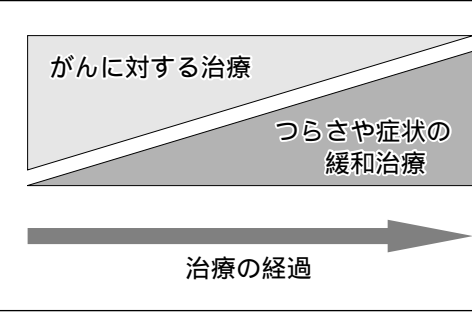 がんに対する治療
つらさや症状の
緩和治療
治療の経過